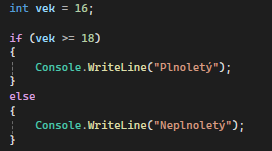 int vek = 16;
if (vek >= 18)
{
    Console.WriteLine("Plnoletý");
}
else
{
    Console.WriteLine("Neplnoletý");
}